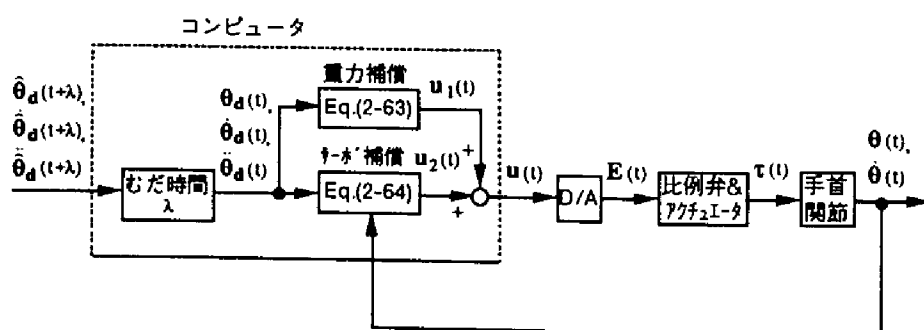 コンピュータ
θ̂d(t+λ),
θ̂̇d(t+λ),
θ̂̈d(t+λ)
むだ時間
λ
θd(t),
θ̇d(t),
θ̈d(t)
重力補償
Eq.(2-63)
u1(t)
サーボ補償
Eq.(2-64)
u2(t)
+
+
u(t)
D/A
E(t)
比例弁&
アクチュエータ
τ(t)
手首
関節
θ(t),
θ̇(t)